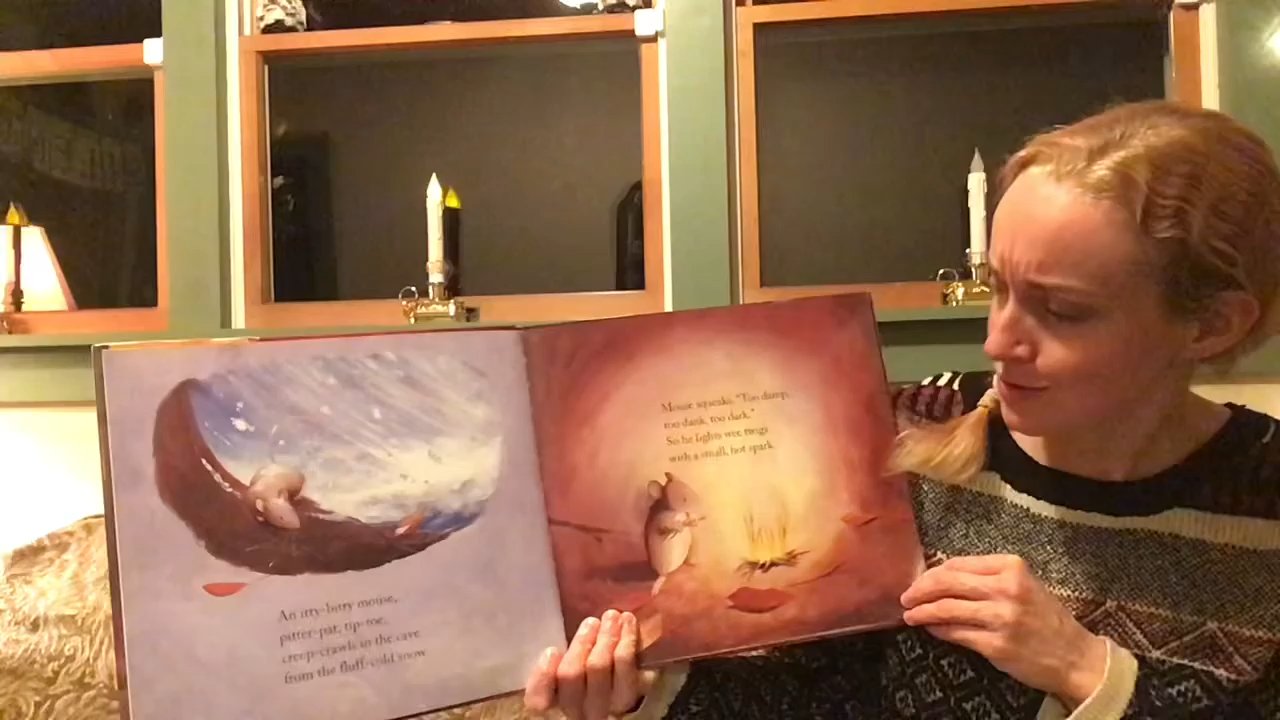 An itty-bitty mouse,
pitter-pat, tip-toe,
creep-crawls in the cave
from the fluff-cold snow.
Mouse squeaks, "Too damp,
too dank, too dark."
So he lights wee twigs
with a small, hot spark.